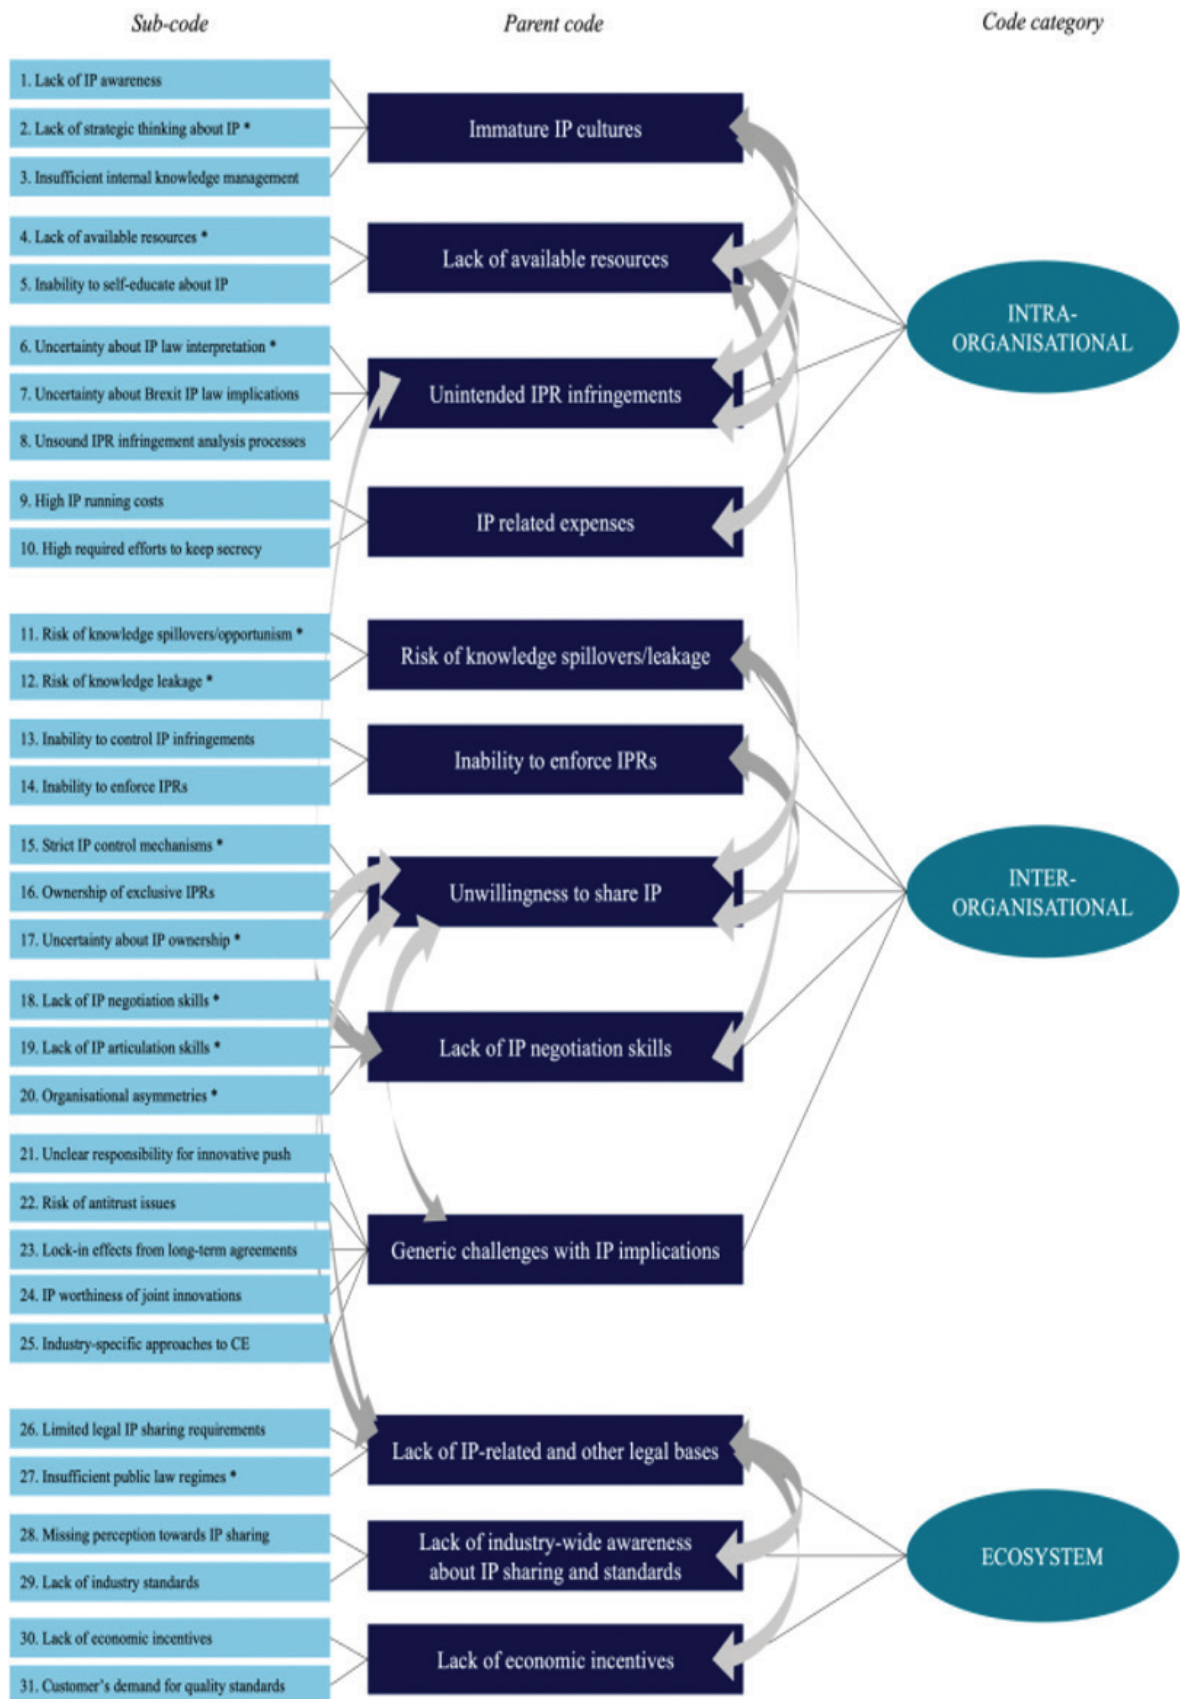 Sub-code
Parent code
Code category
1. Lack of IP awareness
2. Lack of strategic thinking about IP *
3. Insufficient internal knowledge management
Immature IP cultures
4. Lack of available resources *
5. Inability to self-educate about IP
Lack of available resources
6. Uncertainty about IP law interpretation *
7. Uncertainty about Brexit IP law implications
8. Unsound IPR infringement analysis processes
Unintended IPR infringements
9. High IP running costs
10. High required efforts to keep secrecy
IP related expenses
INTRA-
ORGANISATIONAL
11. Risk of knowledge spillovers/opportunism *
12. Risk of knowledge leakage *
Risk of knowledge spillovers/leakage
13. Inability to control IP infringements
14. Inability to enforce IPRs
Inability to enforce IPRs
15. Strict IP control mechanisms *
16. Ownership of exclusive IPRs
17. Uncertainty about IP ownership *
Unwillingness to share IP
18. Lack of IP negotiation skills *
19. Lack of IP articulation skills *
20. Organisational asymmetries *
Lack of IP negotiation skills
21. Unclear responsibility for innovative push
22. Risk of antitrust issues
23. Lock-in effects from long-term agreements
24. IP worthiness of joint innovations
25. Industry-specific approaches to CE
Generic challenges with IP implications
INTER-
ORGANISATIONAL
26. Limited legal IP sharing requirements
27. Insufficient public law regimes *
Lack of IP-related and other legal bases
28. Missing perception towards IP sharing
29. Lack of industry standards
Lack of industry-wide awareness
about IP sharing and standards
30. Lack of economic incentives
31. Customer's demand for quality standards
Lack of economic incentives
ECOSYSTEM